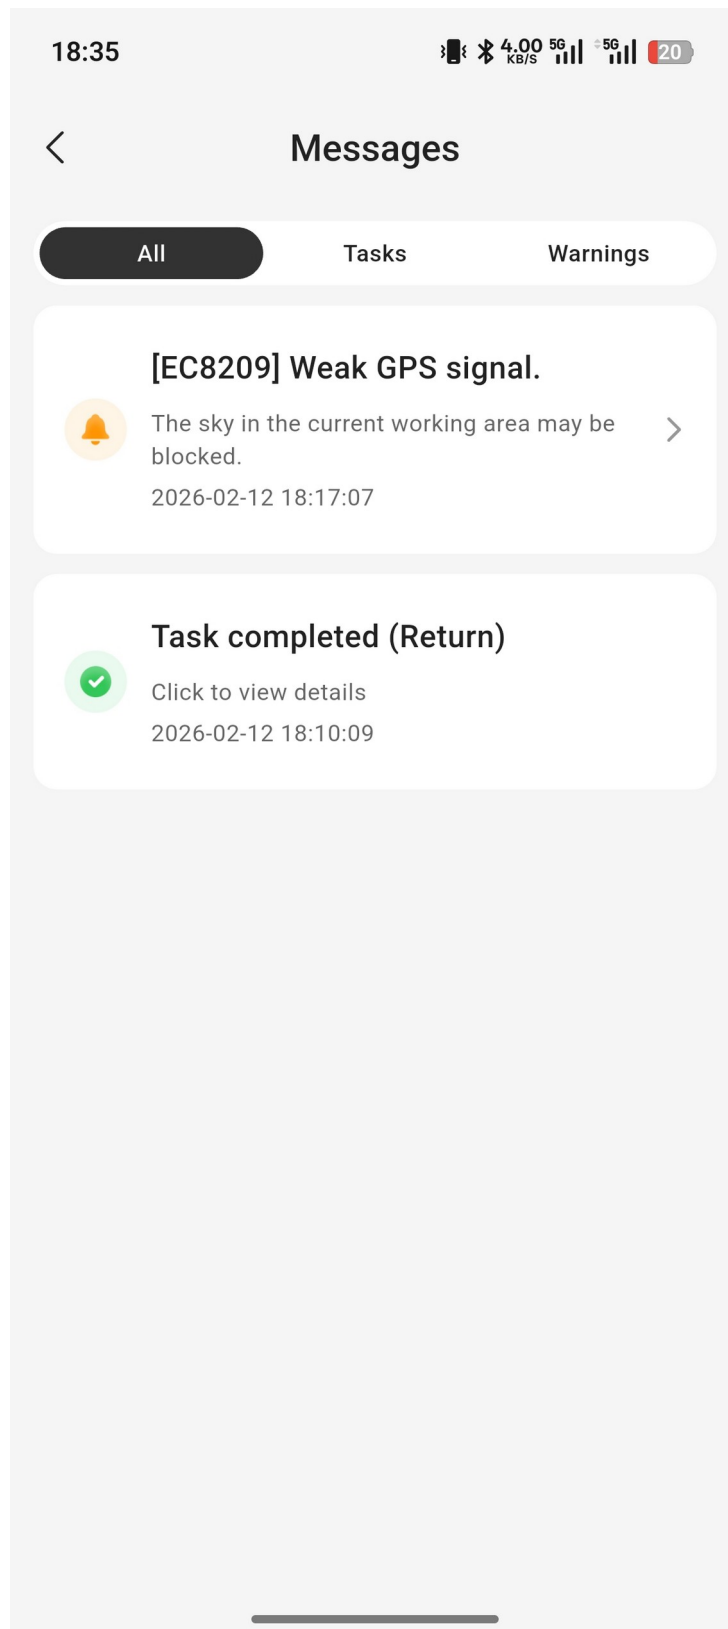 18:35
4.00 KB/S 5G 5G 20
Messages
All Tasks Warnings
[EC8209] Weak GPS signal.
The sky in the current working area may be
blocked.
2026-02-12 18:17:07
Task completed (Return)
Click to view details
2026-02-12 18:10:09